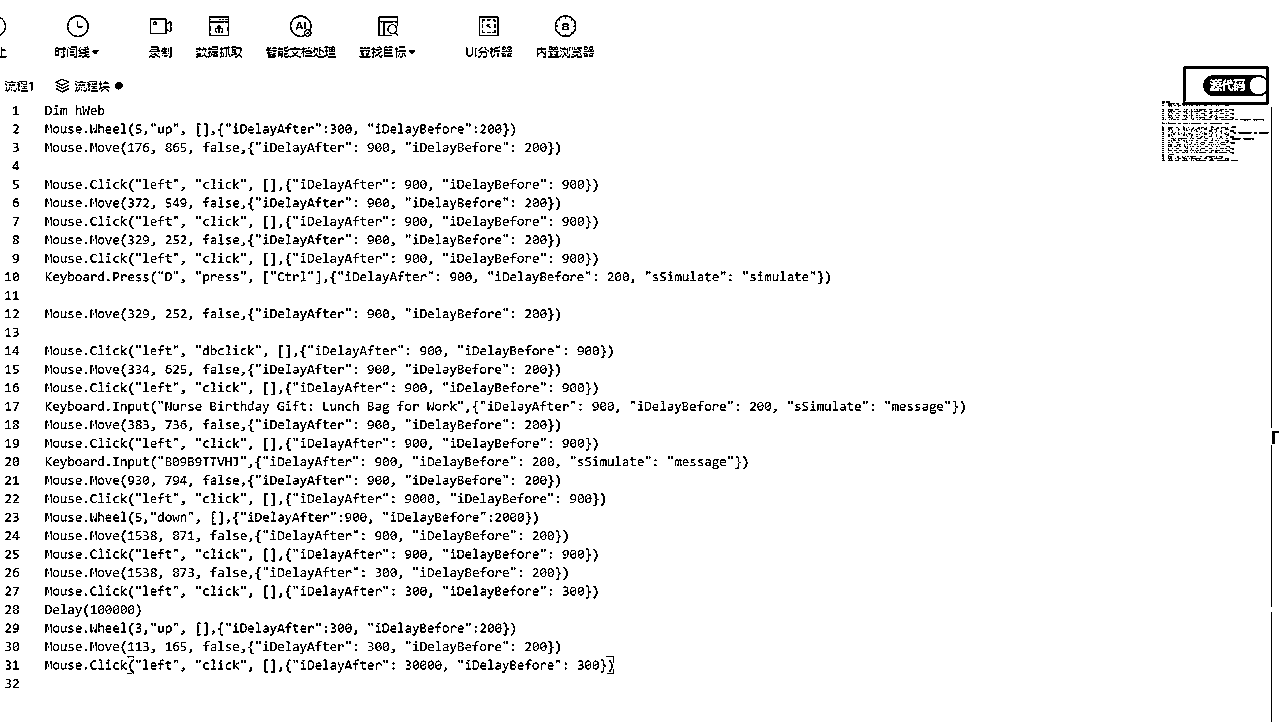 止
时间线
录制
数据抓取
智能文档处理
查找目标
UI分析器
内置浏览器
流程1
流程块
源代码
1 Dim hWeb
2 Mouse.Wheel(5,"up", [],{"iDelayAfter":300, "iDelayBefore":200})
3 Mouse.Move(176, 865, false,{"iDelayAfter": 900, "iDelayBefore": 200})
4
5 Mouse.Click("left", "click", [],{"iDelayAfter": 900, "iDelayBefore": 900})
6 Mouse.Move(372, 549, false,{"iDelayAfter": 900, "iDelayBefore": 200})
7 Mouse.Click("left", "click", [],{"iDelayAfter": 900, "iDelayBefore": 900})
8 Mouse.Move(329, 252, false,{"iDelayAfter": 900, "iDelayBefore": 200})
9 Mouse.Click("left", "click", [],{"iDelayAfter": 900, "iDelayBefore": 900})
10 Keyboard.Press("D", "press", ["Ctrl"],{"iDelayAfter": 900, "iDelayBefore": 200, "sSimulate": "simulate"})
11
12 Mouse.Move(329, 252, false,{"iDelayAfter": 900, "iDelayBefore": 200})
13
14 Mouse.Click("left", "dbclick", [],{"iDelayAfter": 900, "iDelayBefore": 900})
15 Mouse.Move(334, 625, false,{"iDelayAfter": 900, "iDelayBefore": 200})
16 Mouse.Click("left", "click", [],{"iDelayAfter": 900, "iDelayBefore": 900})
17 Keyboard.Input("Nurse Birthday Gift: Lunch Bag for Work",{"iDelayAfter": 900, "iDelayBefore": 200, "sSimulate": "message"})
18 Mouse.Move(383, 736, false,{"iDelayAfter": 900, "iDelayBefore": 200})
19 Mouse.Click("left", "click", [],{"iDelayAfter": 900, "iDelayBefore": 900})
20 Keyboard.Input("B09B9TTVHJ",{"iDelayAfter": 900, "iDelayBefore": 200, "sSimulate": "message"})
21 Mouse.Move(930, 794, false,{"iDelayAfter": 900, "iDelayBefore": 200})
22 Mouse.Click("left", "click", [],{"iDelayAfter": 9000, "iDelayBefore": 900})
23 Mouse.Wheel(5,"down", [],{"iDelayAfter":900, "iDelayBefore":2000})
24 Mouse.Move(1538, 871, false,{"iDelayAfter": 900, "iDelayBefore": 200})
25 Mouse.Click("left", "click", [],{"iDelayAfter": 900, "iDelayBefore": 900})
26 Mouse.Move(1538, 873, false,{"iDelayAfter": 300, "iDelayBefore": 200})
27 Mouse.Click("left", "click", [],{"iDelayAfter": 300, "iDelayBefore": 300})
28 Delay(100000)
29 Mouse.Wheel(3,"up", [],{"iDelayAfter":300, "iDelayBefore":200})
30 Mouse.Move(113, 165, false,{"iDelayAfter": 300, "iDelayBefore": 200})
31 Mouse.Click("left", "click", [],{"iDelayAfter": 30000, "iDelayBefore": 300})
32